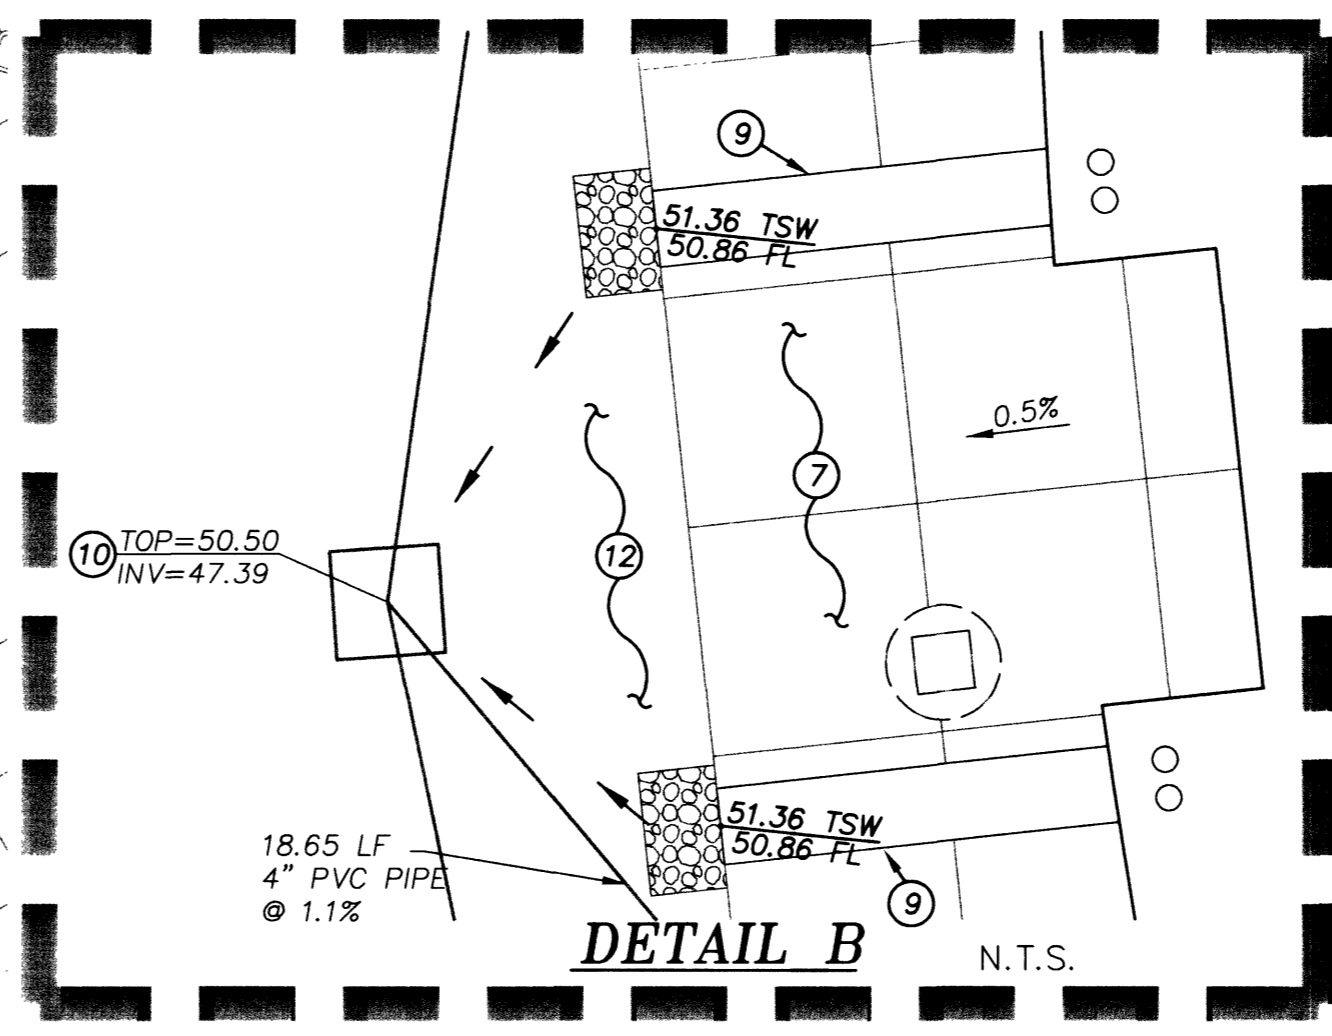 9
51.36 TSW
50.86 FL
0.5%
7
10 TOP=50.50
INV=47.39
12
51.36 TSW
50.86 FL
18.65 LF
4" PVC PIPE
@ 1.1%
9
DETAIL B
N.T.S.